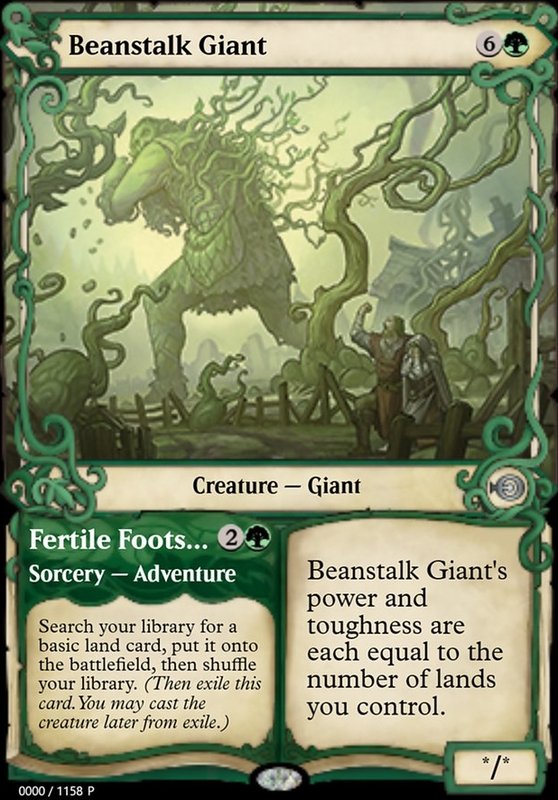 Beanstalk Giant 6
Creature — Giant
Fertile Foots... 2
Sorcery — Adventure
Search your library for a
basic land card, put it onto
the battlefield, then shuffle
your library. (Then exile this
card. You may cast the
creature later from exile.)
Beanstalk Giant's
power and
toughness are
each equal to the
number of lands
you control.
*/*
0000 / 1158 P